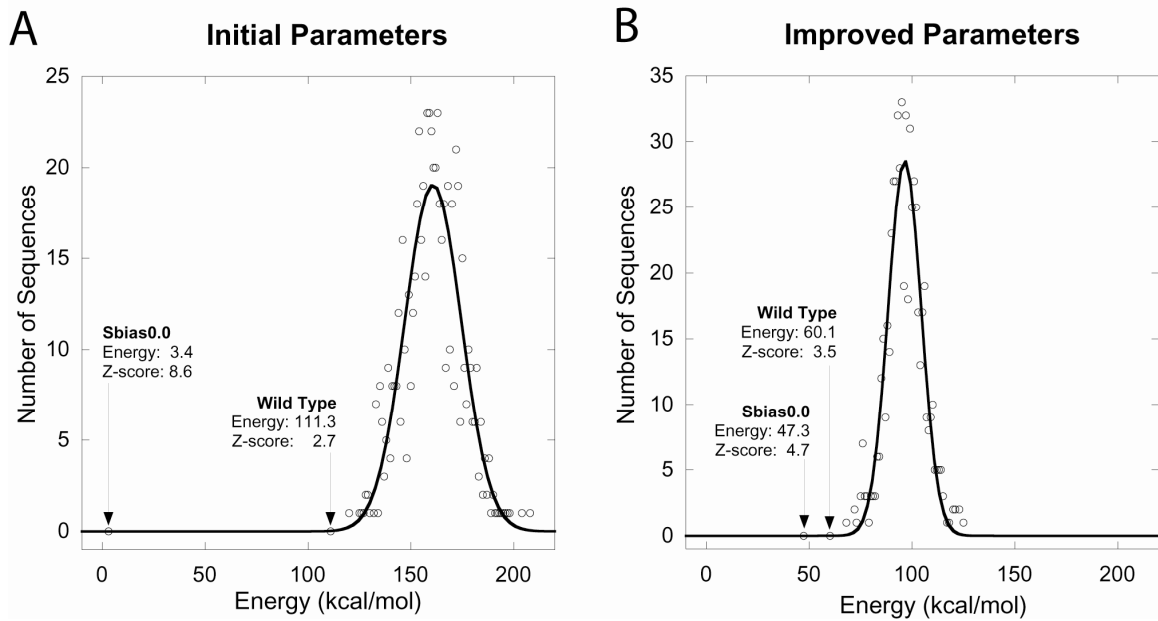 A
Initial Parameters
Number of Sequences
25
20
15
10
5
0
Sbias0.0
Energy: 3.4
Z-score: 8.6
Wild Type
Energy: 111.3
Z-score: 2.7
0 50 100 150 200
Energy (kcal/mol)
B
Improved Parameters
Number of Sequences
35
30
25
20
15
10
5
0
Wild Type
Energy: 60.1
Z-score: 3.5
Sbias0.0
Energy: 47.3
Z-score: 4.7
0 50 100 150 200
Energy (kcal/mol)